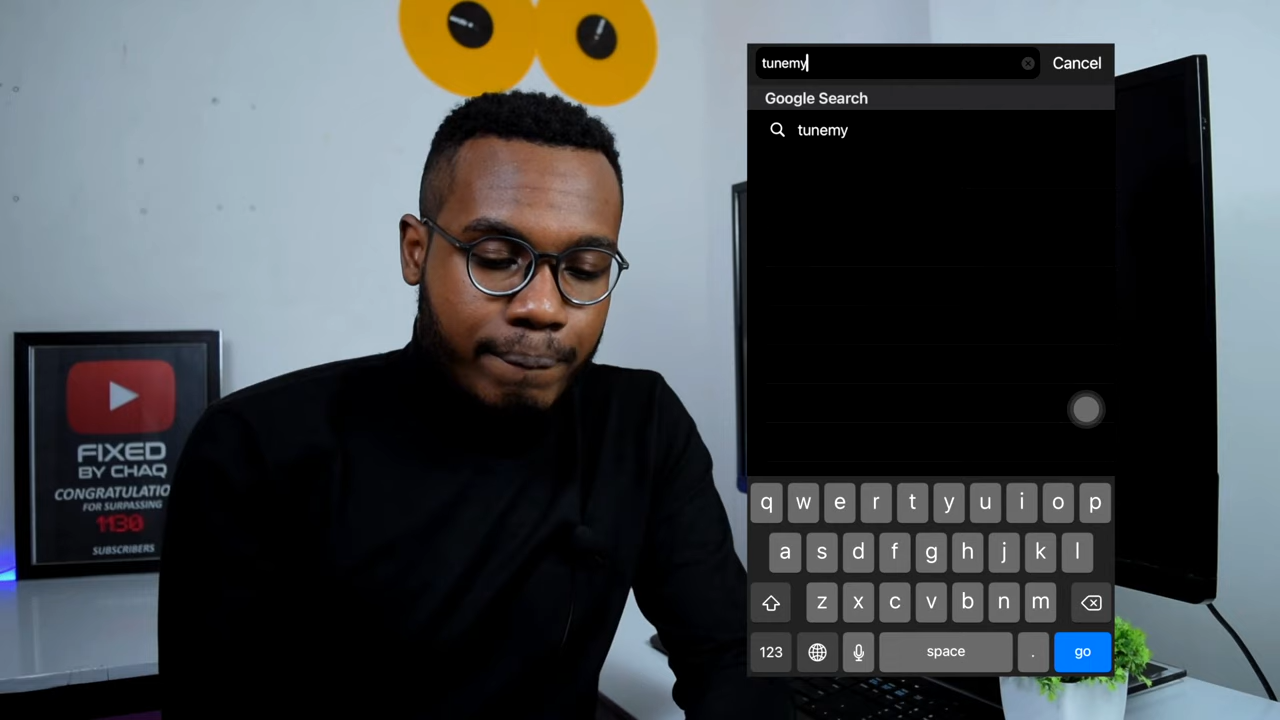 tunemy
Cancel
Google Search
tunemy
q w e r t y u i o p
a s d f g h j k l
z x c v b n m
123 space . go
FIXED
BY CHAQ
CONGRATULATIO
FOR SURPASSING
1130
SUBSCRIBERS